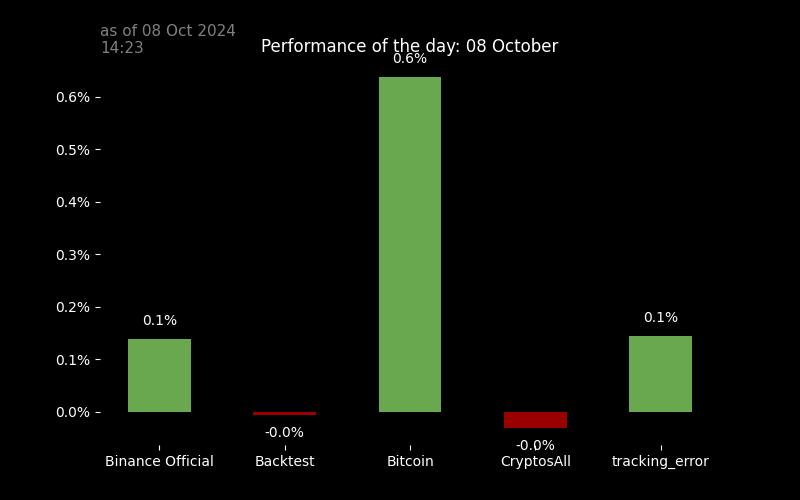 as of 08 Oct 2024
14:23
Performance of the day: 08 October
0.6%
0.6%
0.5%
0.4%
0.3%
0.2%
0.1%
0.0%
0.1%
-0.0%
-0.0%
0.1%
Binance Official
Backtest
Bitcoin
CryptosAll
tracking_error